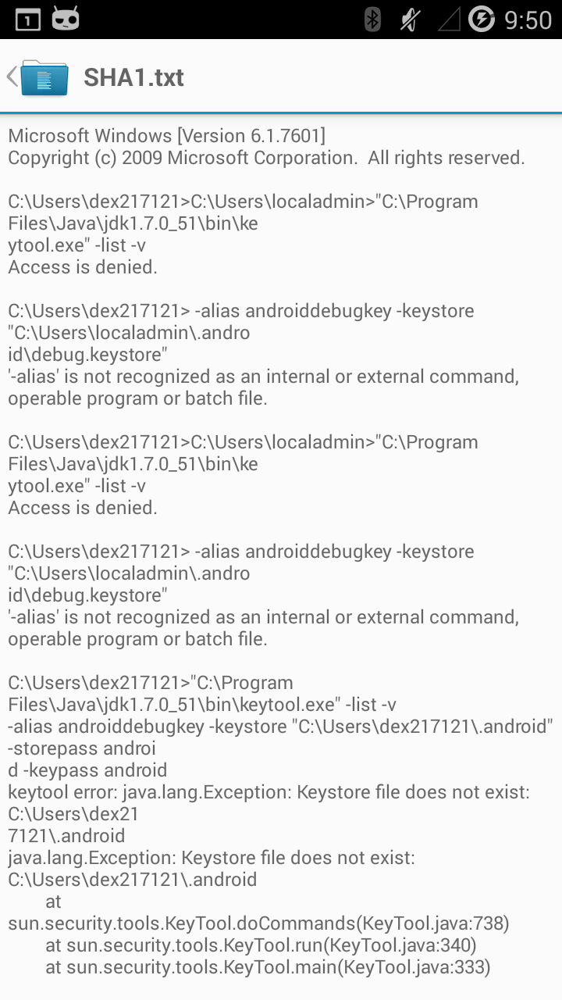 1
9:50
SHA1.txt
Microsoft Windows [Version 6.1.7601]
Copyright (c) 2009 Microsoft Corporation.  All rights reserved.
C:\Users\dex217121>C:\Users\localadmin>"C:\Program
Files\Java\jdk1.7.0_51\bin\ke
ytool.exe" -list -v
Access is denied.
C:\Users\dex217121> -alias androiddebugkey -keystore
"C:\Users\localadmin\.andro
id\debug.keystore"
'-alias' is not recognized as an internal or external command,
operable program or batch file.
C:\Users\dex217121>C:\Users\localadmin>"C:\Program
Files\Java\jdk1.7.0_51\bin\ke
ytool.exe" -list -v
Access is denied.
C:\Users\dex217121> -alias androiddebugkey -keystore
"C:\Users\localadmin\.andro
id\debug.keystore"
'-alias' is not recognized as an internal or external command,
operable program or batch file.
C:\Users\dex217121>"C:\Program
Files\Java\jdk1.7.0_51\bin\keytool.exe" -list -v
-alias androiddebugkey -keystore "C:\Users\dex217121\.android"
-storepass androi
d -keypass android
keytool error: java.lang.Exception: Keystore file does not exist:
C:\Users\dex21
7121\.android
java.lang.Exception: Keystore file does not exist:
C:\Users\dex217121\.android
at
sun.security.tools.KeyTool.doCommands(KeyTool.java:738)
at sun.security.tools.KeyTool.run(KeyTool.java:340)
at sun.security.tools.KeyTool.main(KeyTool.java:333)